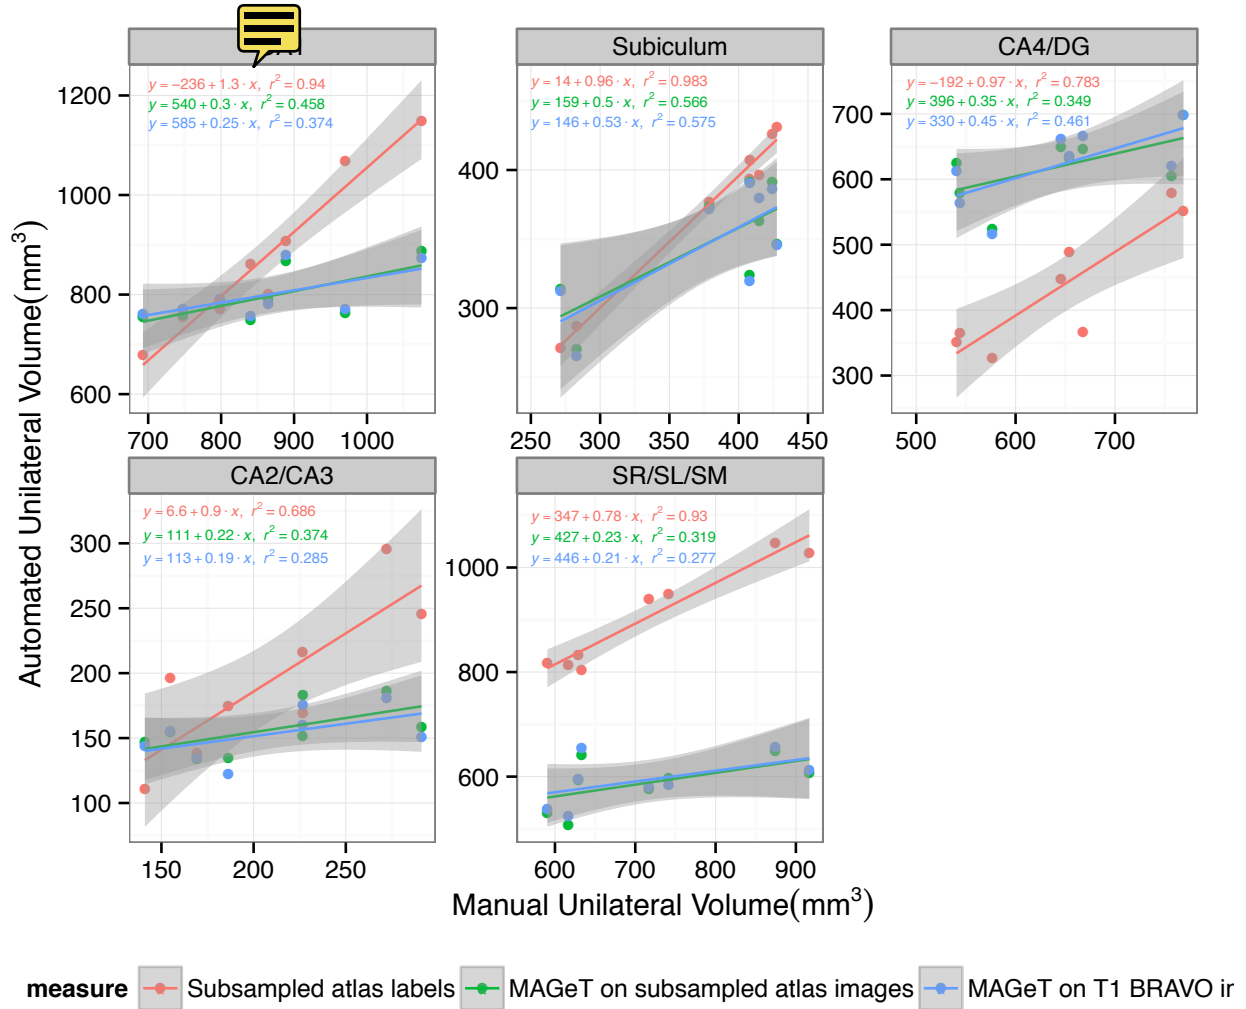 Subiculum
CA4/DG
y = −236 + 1.3 · x, r² = 0.94
y = 540 + 0.3 · x, r² = 0.458
y = 585 + 0.25 · x, r² = 0.374
y = 14 + 0.96 · x, r² = 0.983
y = 159 + 0.5 · x, r² = 0.566
y = 146 + 0.53 · x, r² = 0.575
y = −192 + 0.97 · x, r² = 0.783
y = 396 + 0.35 · x, r² = 0.349
y = 330 + 0.45 · x, r² = 0.461
1200
1000
800
600
400
300
700
600
500
400
300
700 800 900 1000
250 300 350 400 450
500 600 700
CA2/CA3
SR/SL/SM
y = 6.6 + 0.9 · x, r² = 0.686
y = 111 + 0.22 · x, r² = 0.374
y = 113 + 0.19 · x, r² = 0.285
y = 347 + 0.78 · x, r² = 0.93
y = 427 + 0.23 · x, r² = 0.319
y = 446 + 0.21 · x, r² = 0.277
300
250
200
150
100
1000
800
600
150 200 250
600 700 800 900
Automated Unilateral Volume(mm³)
Manual Unilateral Volume(mm³)
measure Subsampled atlas labels MAGeT on subsampled atlas images MAGeT on T1 BRAVO